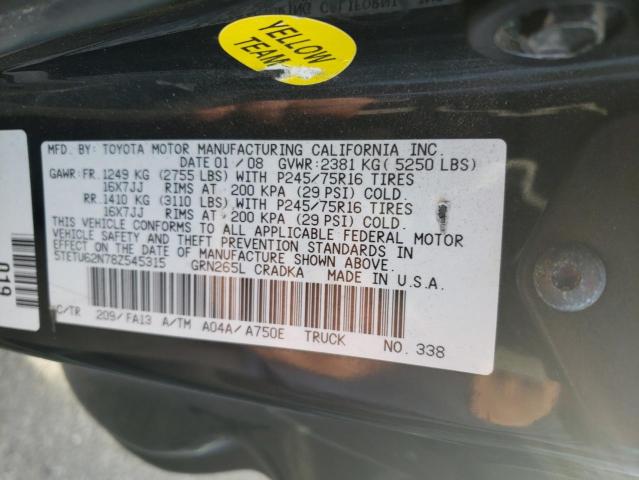 YELLOW
TEAM
MFD. BY: TOYOTA MOTOR MANUFACTURING CALIFORNIA INC.
DATE 01/08 GVWR:2381 KG(5250 LBS)
GAWR:FR.1249 KG (2755 LBS) WITH P245/75R16 TIRES
16X7JJ RIMS AT 200 KPA (29 PSI) COLD.
RR.1410 KG (3110 LBS) WITH P245/75R16 TIRES
16X7JJ RIMS AT 200 KPA (29 PSI) COLD.
THIS VEHICLE CONFORMS TO ALL APPLICABLE FEDERAL MOTOR
VEHICLE SAFETY AND THEFT PREVENTION STANDARDS IN
EFFECT ON THE DATE OF MANUFACTURE SHOWN ABOVE.
5TETU62N78Z545315 GRN265L CRADKA MADE IN U.S.A.
C/TR 209/FA13 A/TM A04A/A750E TRUCK NO. 338
019